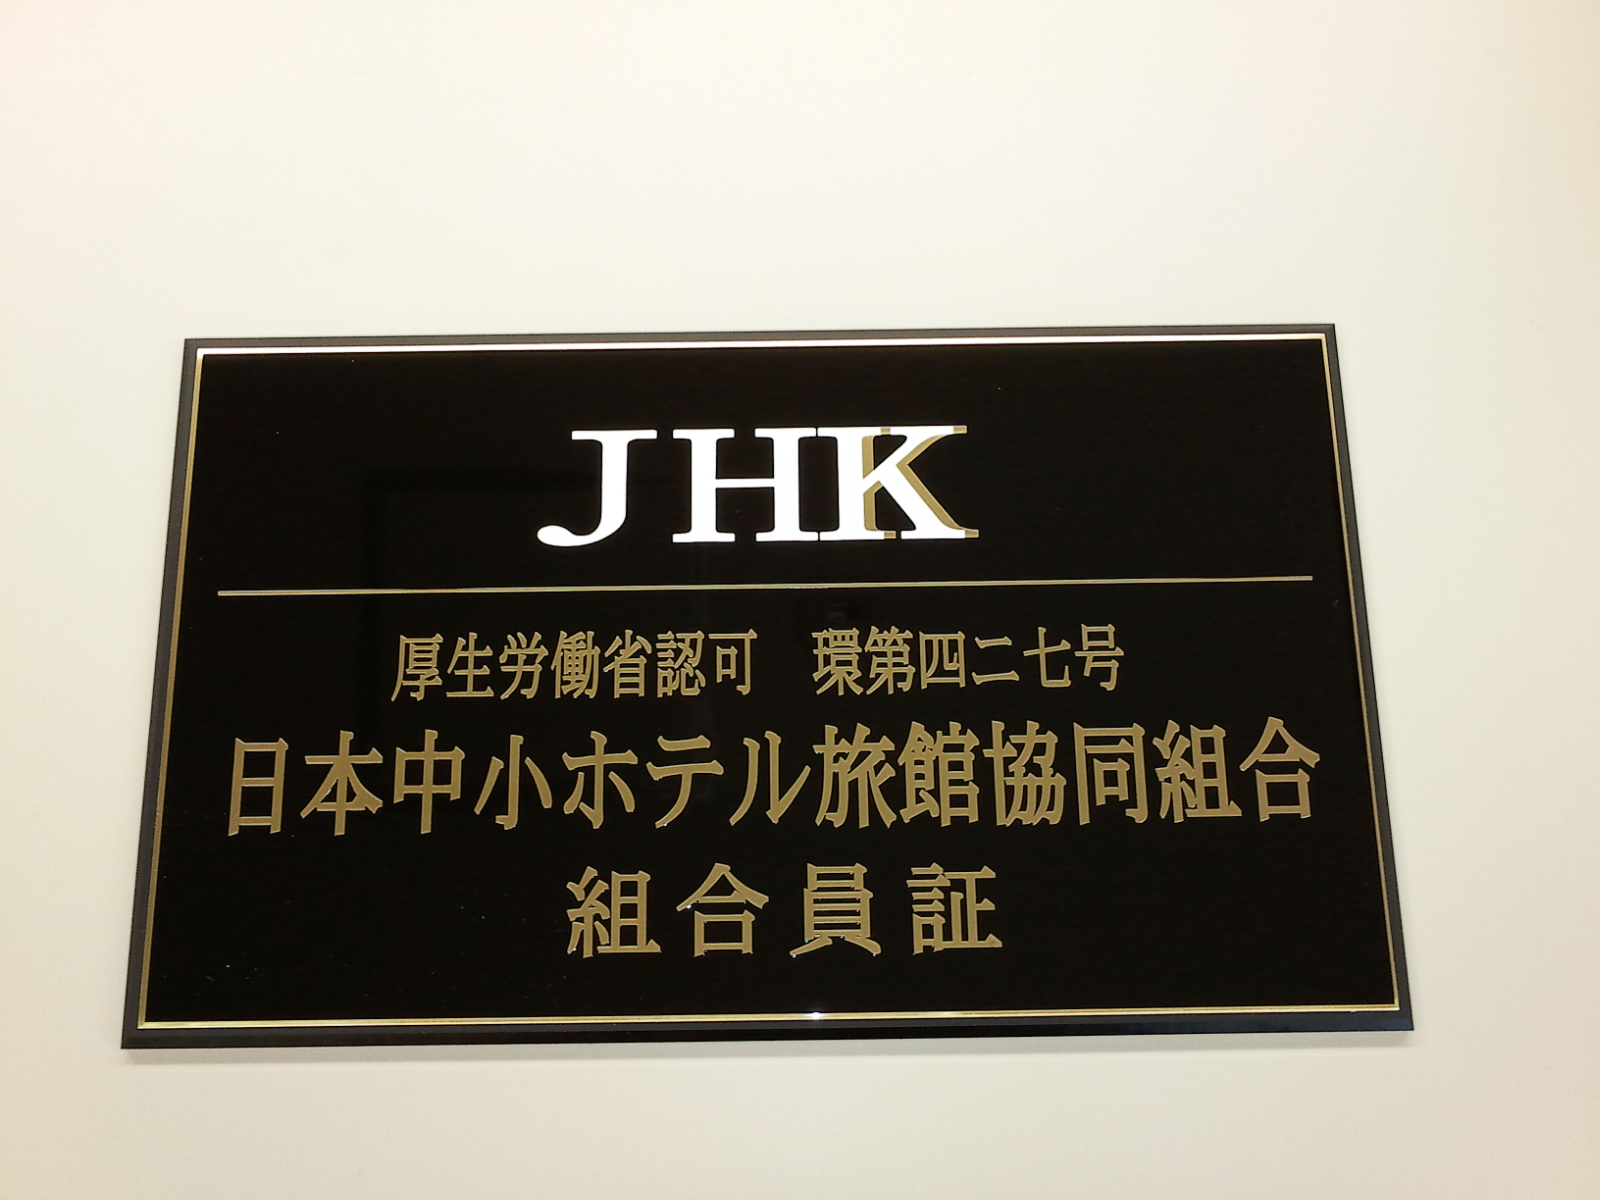 JHK
厚生労働省認可　環第四二七号
日本中小ホテル旅館協同組合
組合員証